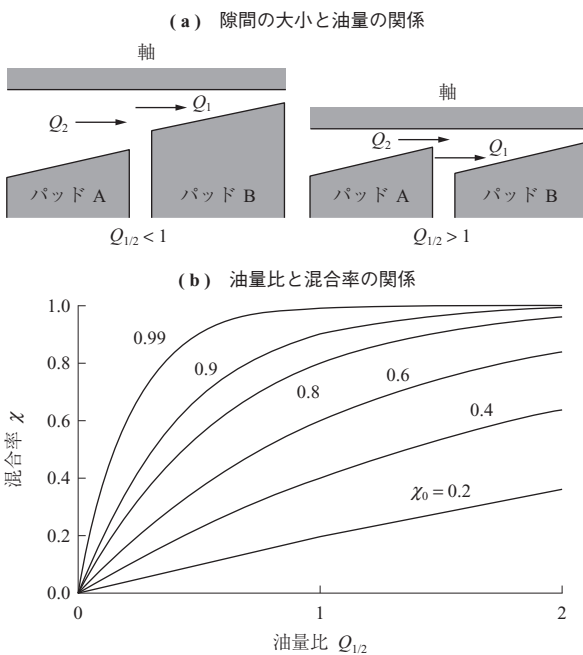 (a) 隙間の大小と油量の関係
軸
Q₂ Q₁
パッド A パッド B
Q₁/₂ < 1
軸
Q₂ Q₁
パッド A パッド B
Q₁/₂ > 1
(b) 油量比と混合率の関係
混合率 χ
1.0
0.8
0.6
0.4
0.2
0.0
0.99
0.9
0.8
0.6
0.4
χ₀ = 0.2
0 1 2
油量比 Q₁/₂